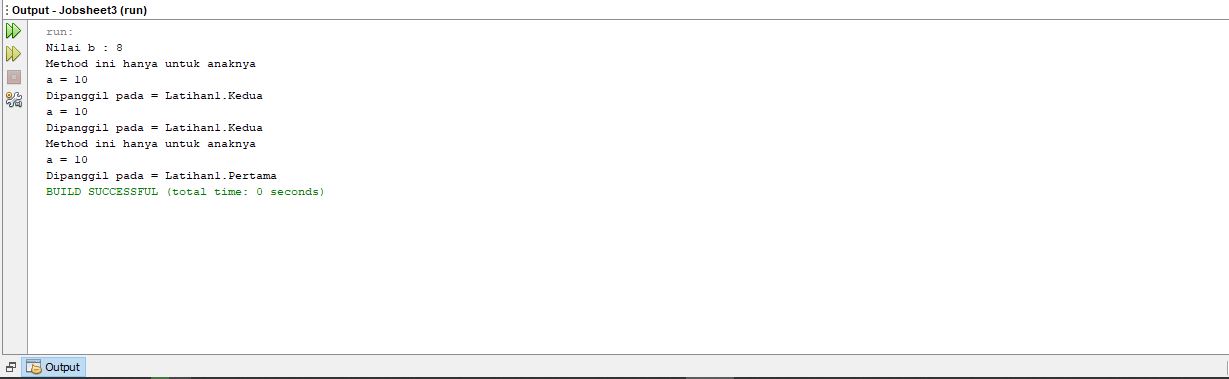 Output - Jobsheet3 (run)
run:
Nilai b : 8
Method ini hanya untuk anaknya
a = 10
Dipanggil pada = Latihan1.Kedua
a = 10
Dipanggil pada = Latihan1.Kedua
Method ini hanya untuk anaknya
a = 10
Dipanggil pada = Latihan1.Pertama
BUILD SUCCESSFUL (total time: 0 seconds)
Output